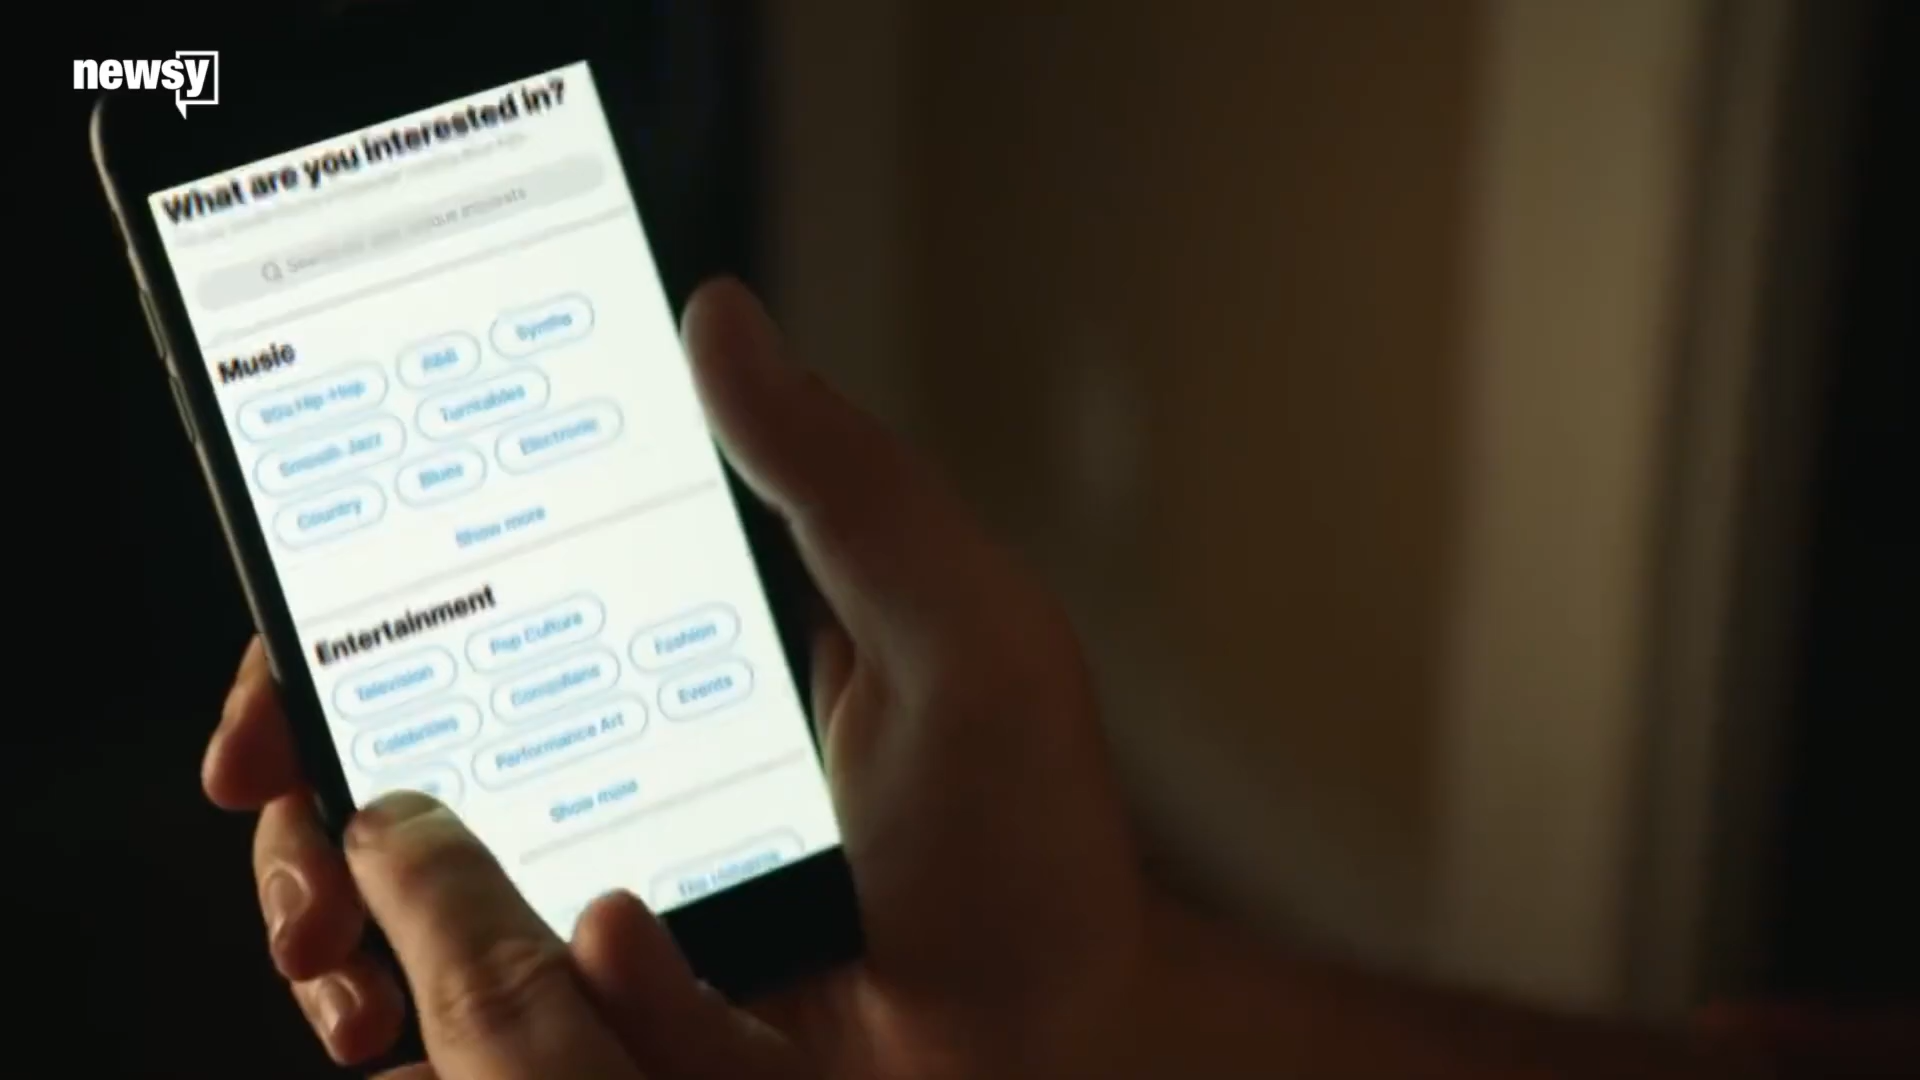 newsy
What are you interested in?
Music
90s Hip-Hop R&B Synths
Smooth Jazz Turntables
Country Blues Electronic
Show more
Entertainment
Television Pop Culture Fashion
Celebrities Comedians Events
Performance Art
Show more